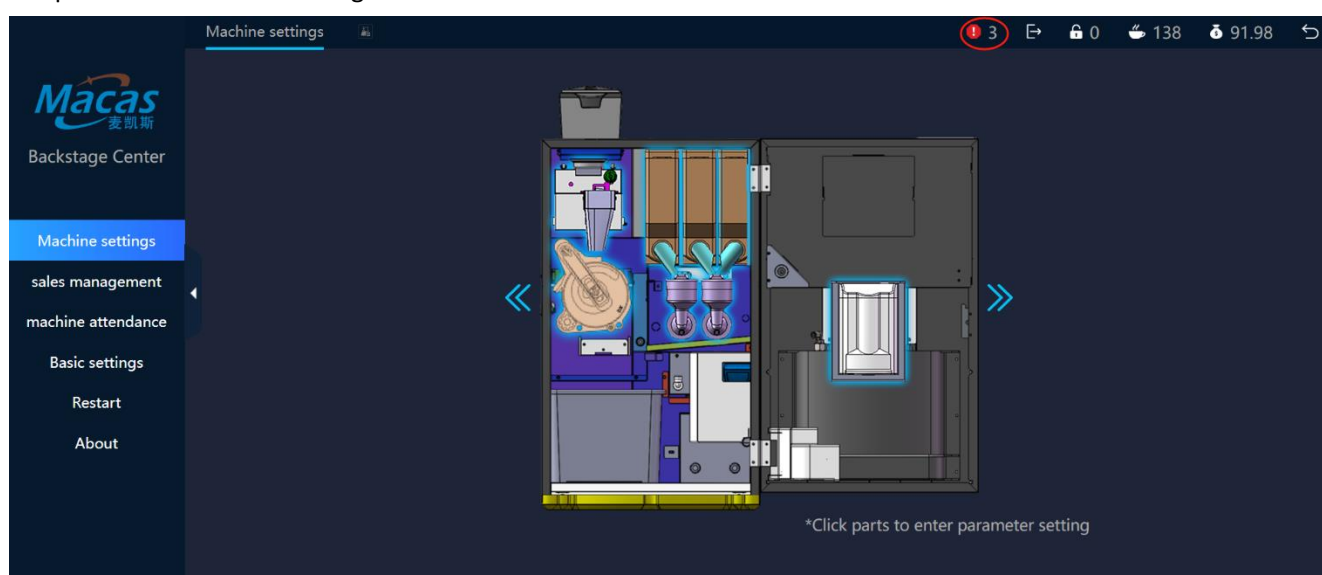 Machine settings
3
0
138
91.98
Macas
麦凯斯
Backstage Center
Machine settings
sales management
machine attendance
Basic settings
Restart
About
*Click parts to enter parameter setting